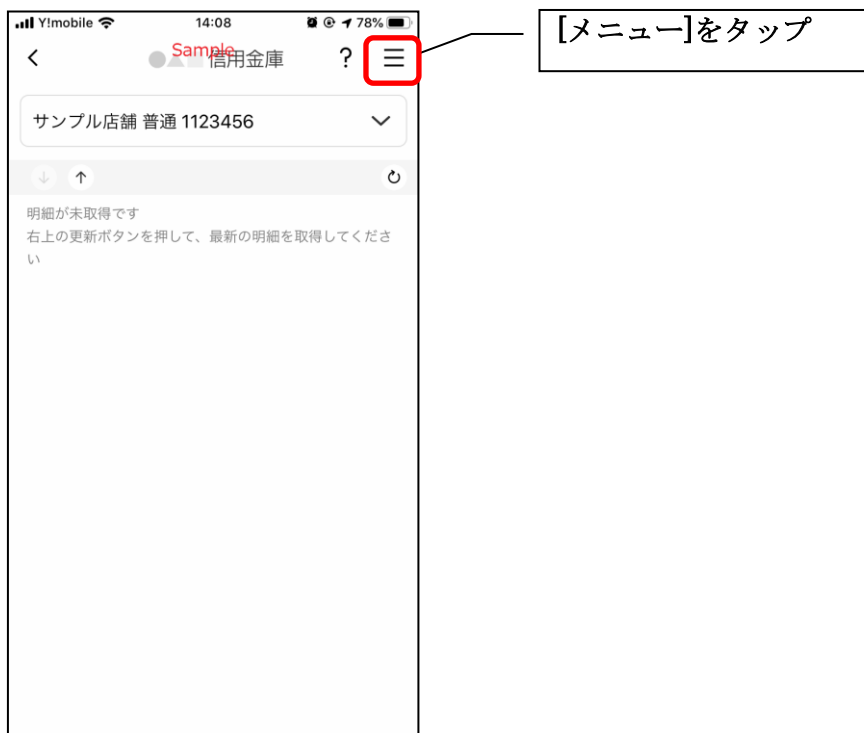 Y!mobile 14:08 78%
[メニュー]をタップ
Sample
●▲■信用金庫 ?
サンプル店舗 普通 1123456
明細が未取得です
右上の更新ボタンを押して、最新の明細を取得してくださ
い